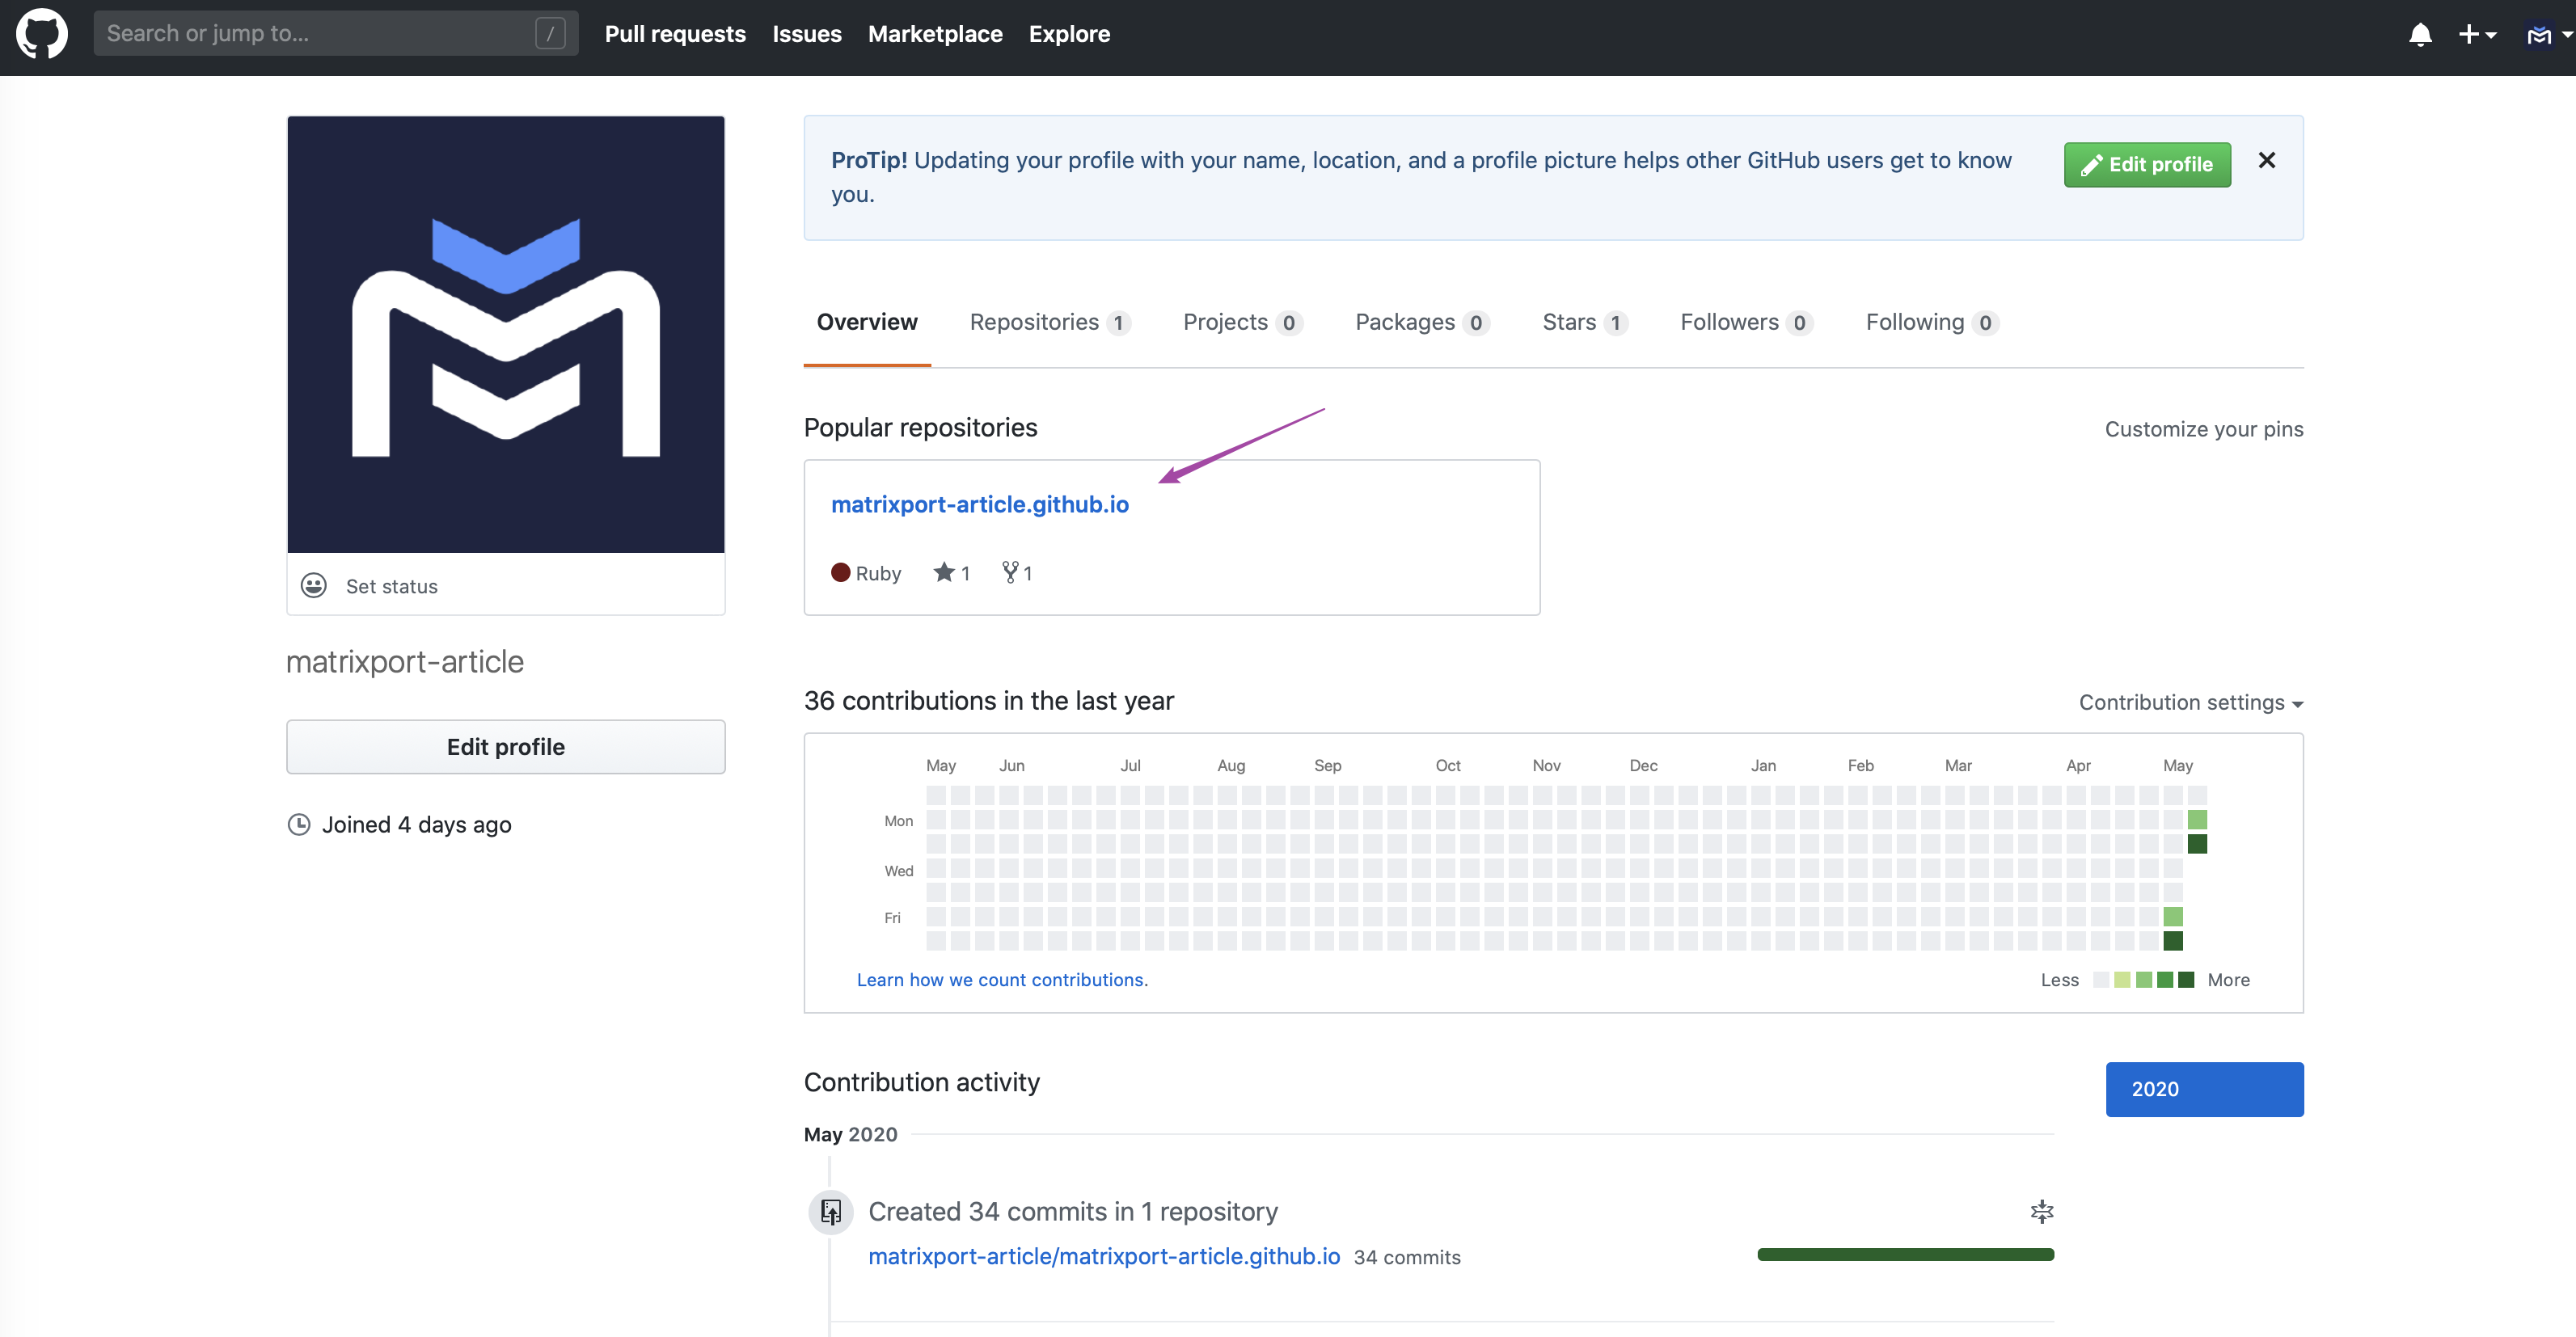 Search or jump to... /
Pull requests Issues Marketplace Explore
ProTip! Updating your profile with your name, location, and a profile picture helps other GitHub users get to know
you.
Edit profile
Overview Repositories 1 Projects 0 Packages 0 Stars 1 Followers 0 Following 0
Popular repositories
Customize your pins
matrixport-article.github.io
Ruby 1 1
Set status
matrixport-article
Edit profile
Joined 4 days ago
36 contributions in the last year
Contribution settings
May Jun Jul Aug Sep Oct Nov Dec Jan Feb Mar Apr May
Mon
Wed
Fri
Learn how we count contributions.
Less More
Contribution activity
2020
May 2020
Created 34 commits in 1 repository
matrixport-article/matrixport-article.github.io 34 commits